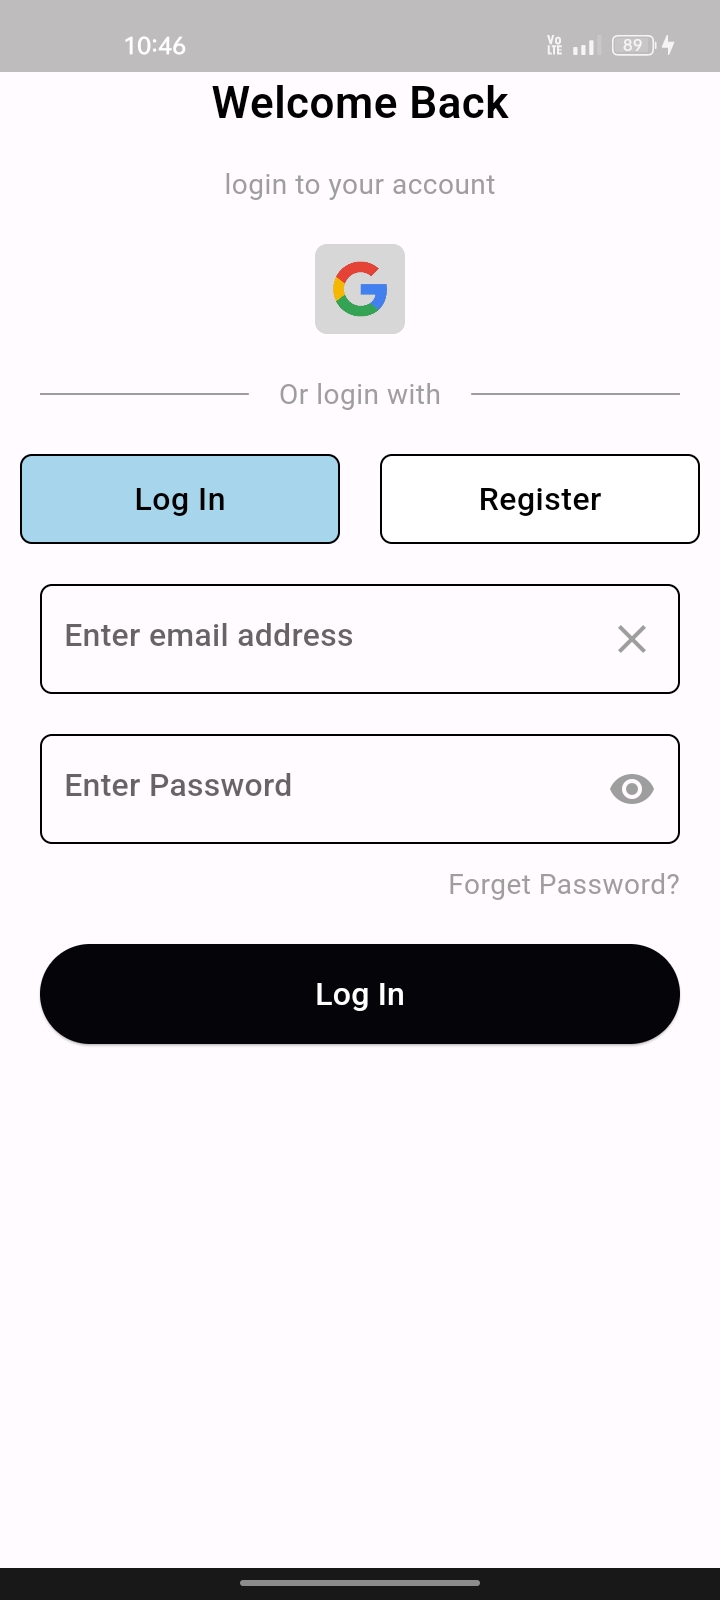 10:46 Vo LTE 89
Welcome Back
login to your account
Or login with
Log In Register
Enter email address
Enter Password
Forget Password?
Log In